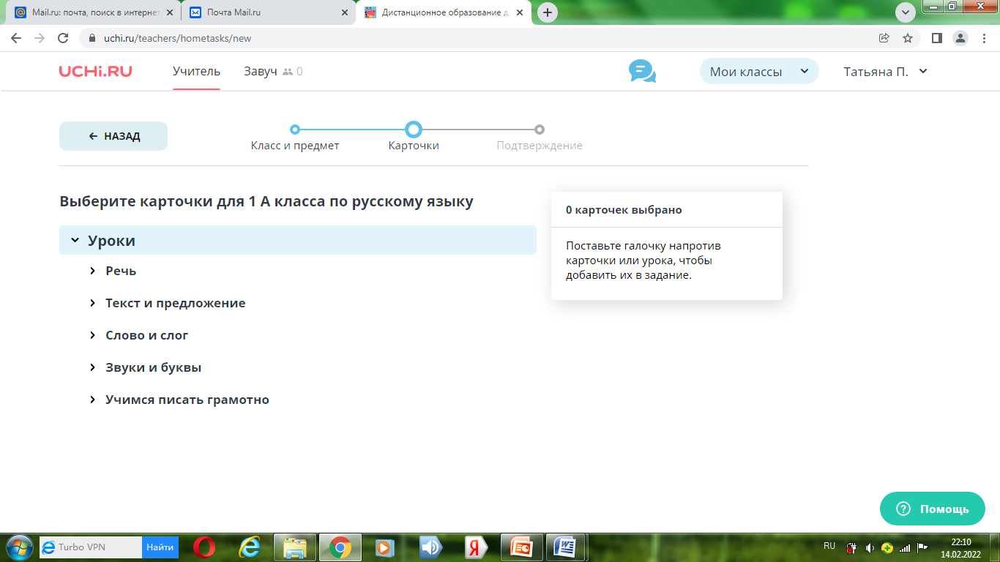 Mail.ru: почта, поиск в интернет
Почта Mail.ru
Дистанционное образование д
uchi.ru/teachers/hometasks/new
UCHi.RU
Учитель
Завуч 0
Мои классы
Татьяна П.
НАЗАД
Класс и предмет
Карточки
Подтверждение
Выберите карточки для 1 А класса по русскому языку
0 карточек выбрано
Поставьте галочку напротив
карточки или урока, чтобы
добавить их в задание.
Уроки
Речь
Текст и предложение
Слово и слог
Звуки и буквы
Учимся писать грамотно
Помощь
Turbo VPN
Найти
RU
22:10
14.02.2022